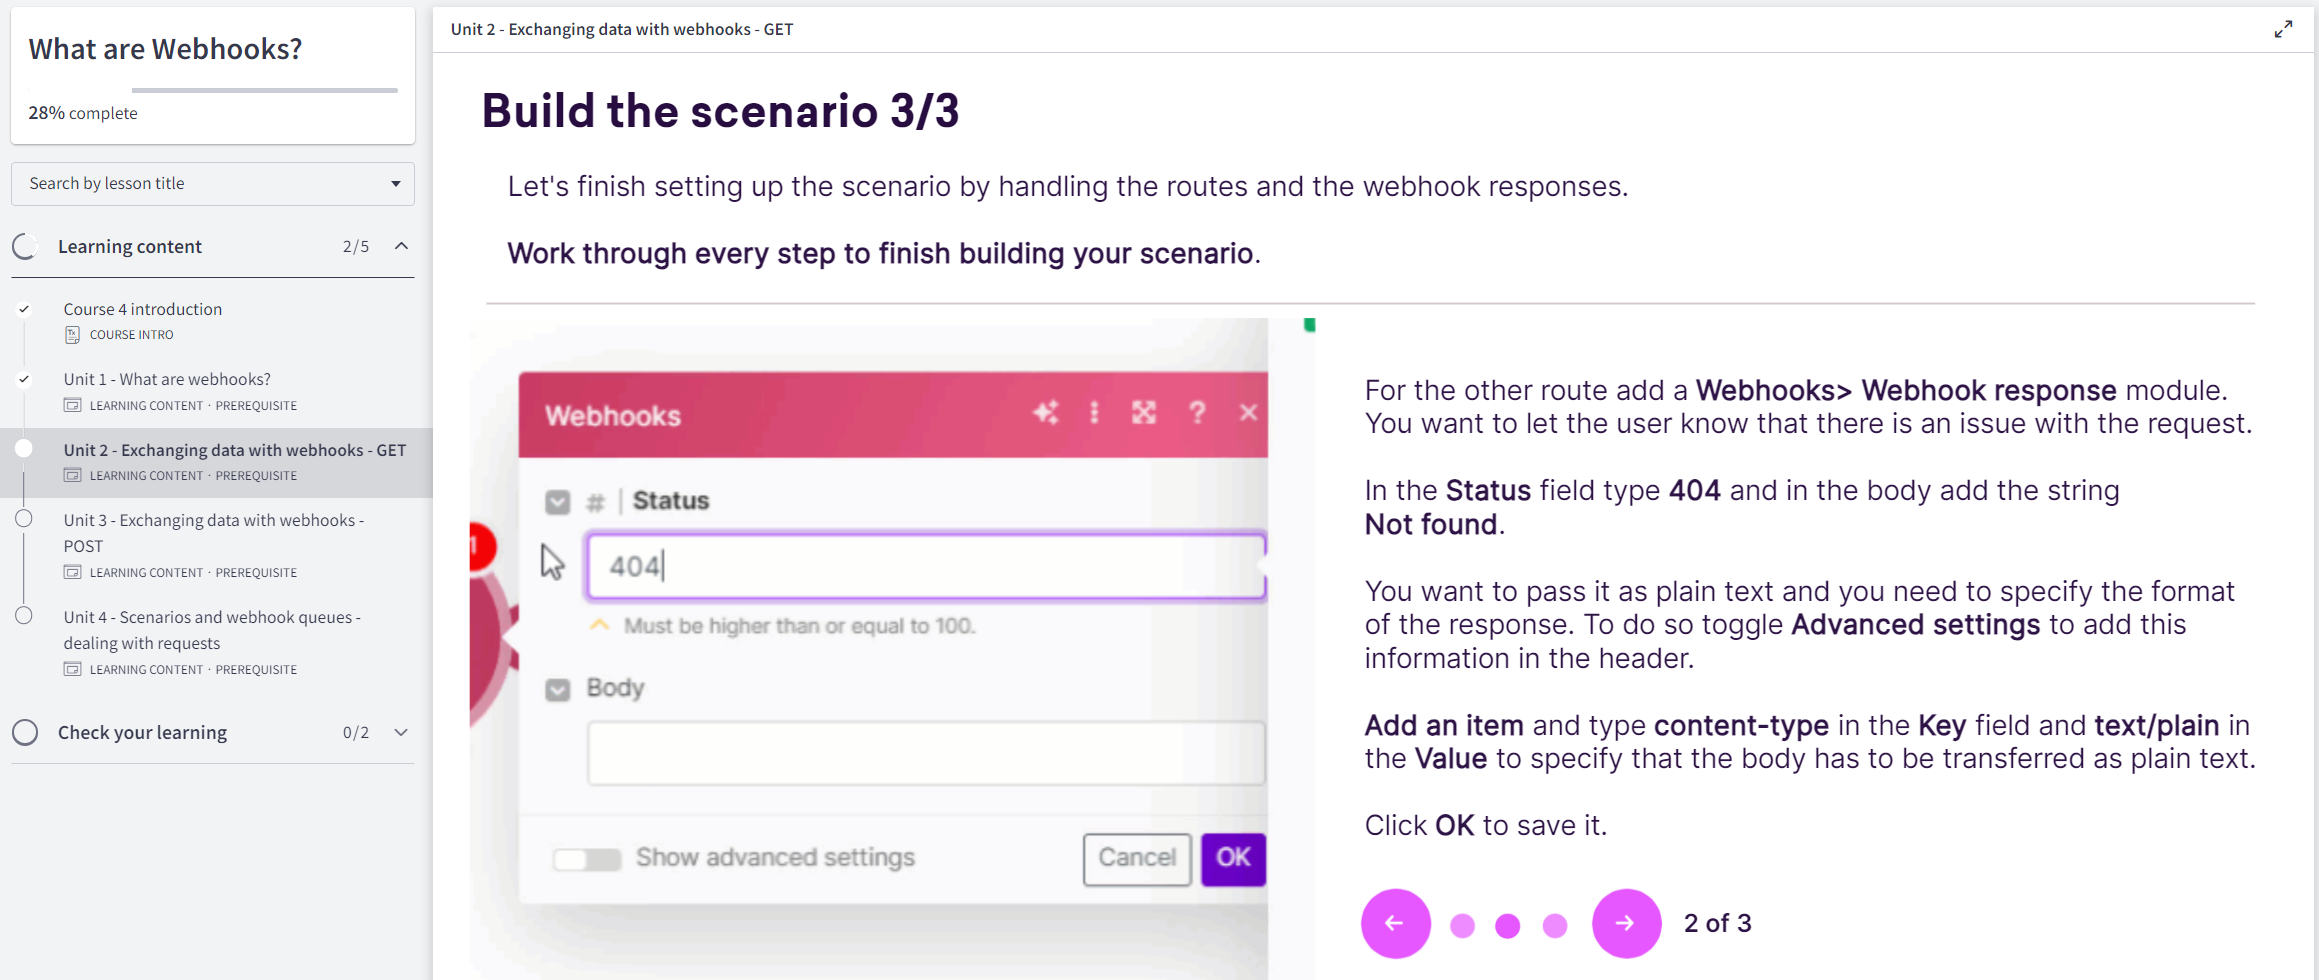 What are Webhooks?
28% complete
Search by lesson title
Learning content 2/5
Course 4 introduction
COURSE INTRO
Unit 1 - What are webhooks?
LEARNING CONTENT · PREREQUISITE
Unit 2 - Exchanging data with webhooks - GET
LEARNING CONTENT · PREREQUISITE
Unit 3 - Exchanging data with webhooks -
POST
LEARNING CONTENT · PREREQUISITE
Unit 4 - Scenarios and webhook queues -
dealing with requests
LEARNING CONTENT · PREREQUISITE
Check your learning 0/2
Unit 2 - Exchanging data with webhooks - GET
Build the scenario 3/3
Let's finish setting up the scenario by handling the routes and the webhook responses.
Work through every step to finish building your scenario.
Webhooks
# | Status
1
404
Must be higher than or equal to 100.
Body
Show advanced settings
Cancel
OK
For the other route add a Webhooks> Webhook response module.
You want to let the user know that there is an issue with the request.
In the Status field type 404 and in the body add the string
Not found.
You want to pass it as plain text and you need to specify the format
of the response. To do so toggle Advanced settings to add this
information in the header.
Add an item and type content-type in the Key field and text/plain in
the Value to specify that the body has to be transferred as plain text.
Click OK to save it.
2 of 3